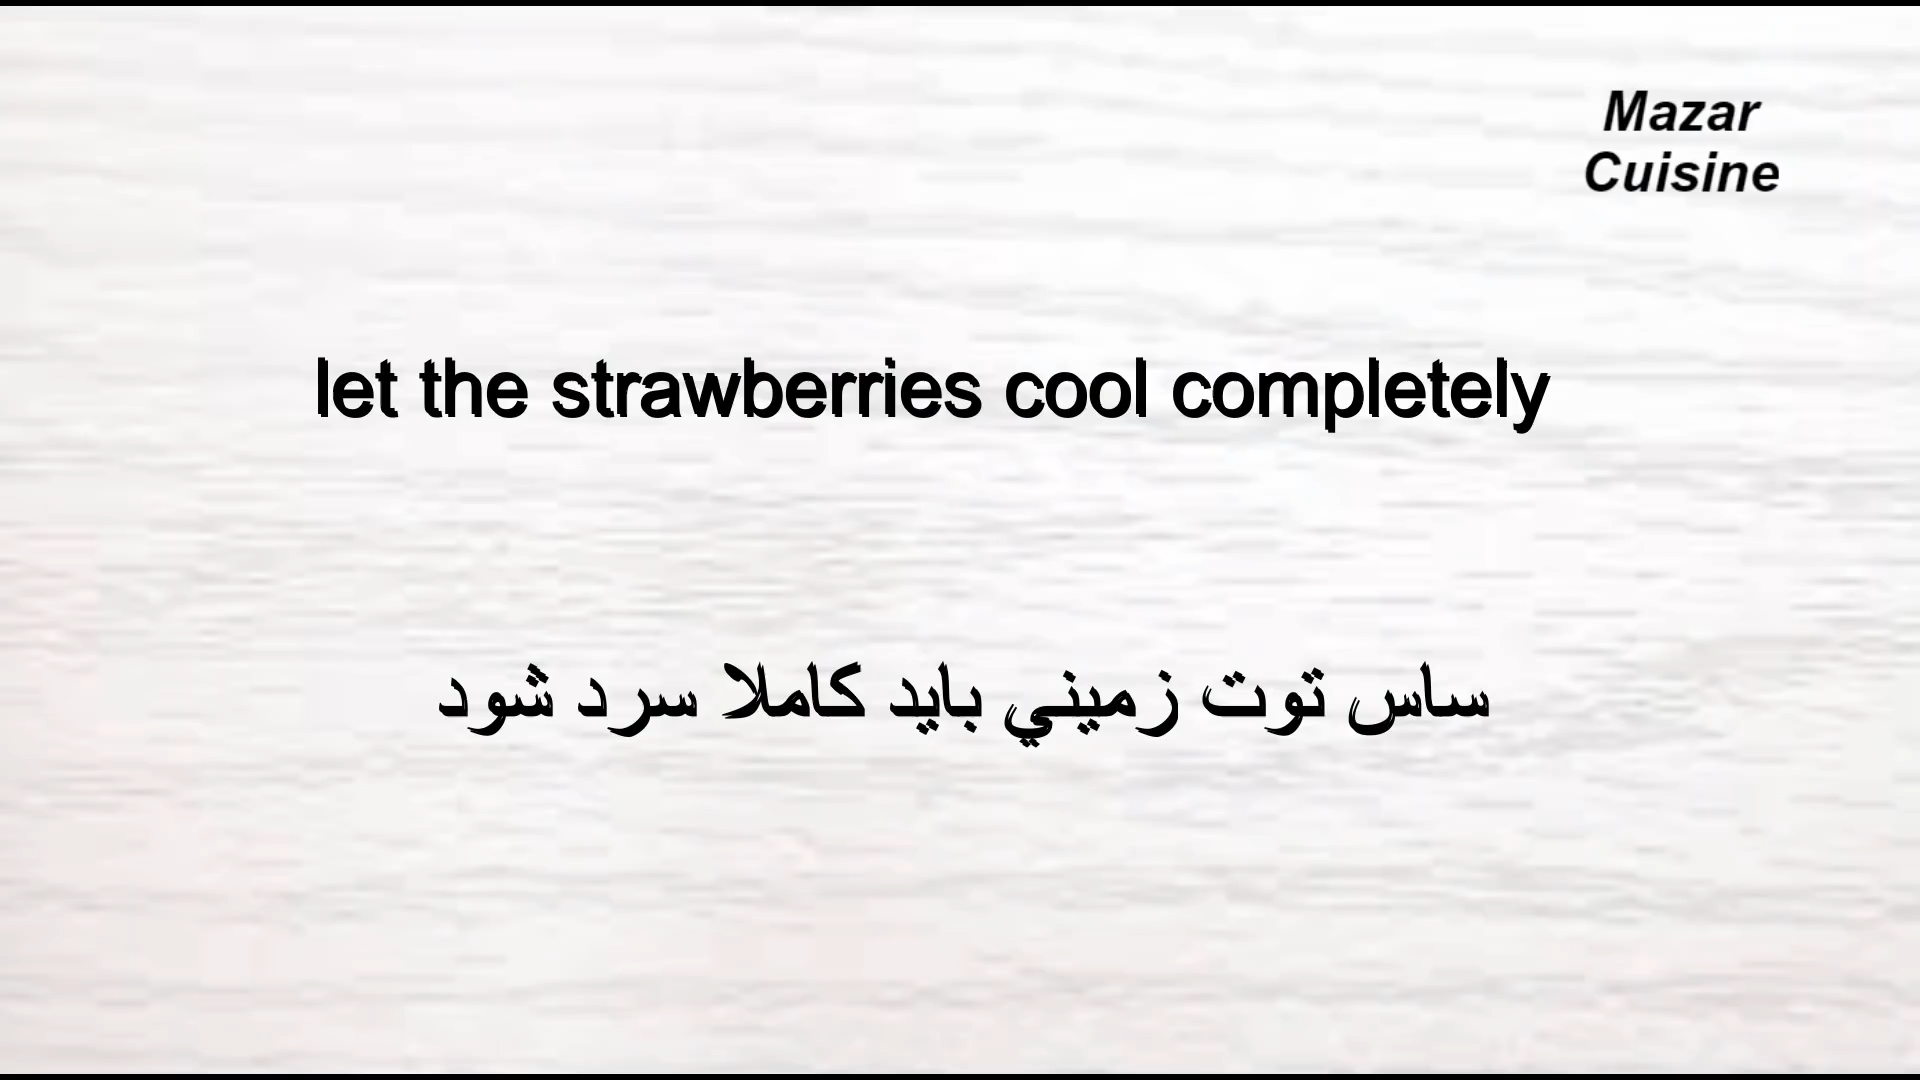 Mazar
Cuisine
let the strawberries cool completely
ساس توت زميني بايد كاملا سرد شود